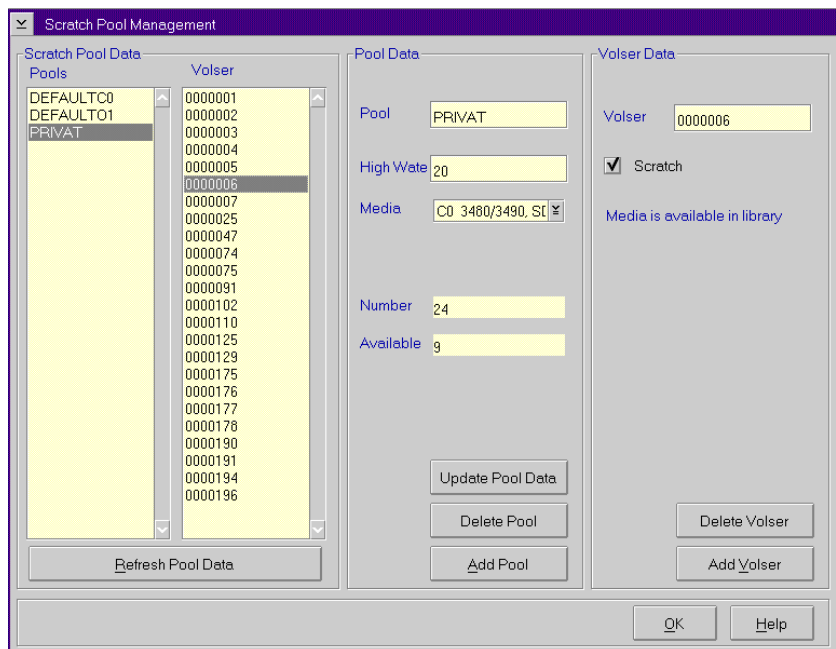 Scratch Pool Management
Scratch Pool Data
Pools
Volser
DEFAULTC0
DEFAULTO1
PRIVAT
0000001
0000002
0000003
0000004
0000005
0000006
0000007
0000025
0000047
0000074
0000075
0000091
0000102
0000110
0000125
0000129
0000175
0000176
0000177
0000178
0000190
0000191
0000194
0000196
Refresh Pool Data
Pool Data
Pool
PRIVAT
High Wate
20
Media
C0 3480/3490, SD
Number
24
Available
9
Update Pool Data
Delete Pool
Add Pool
Volser Data
Volser
0000006
Scratch
Media is available in library
Delete Volser
Add Volser
OK
Help